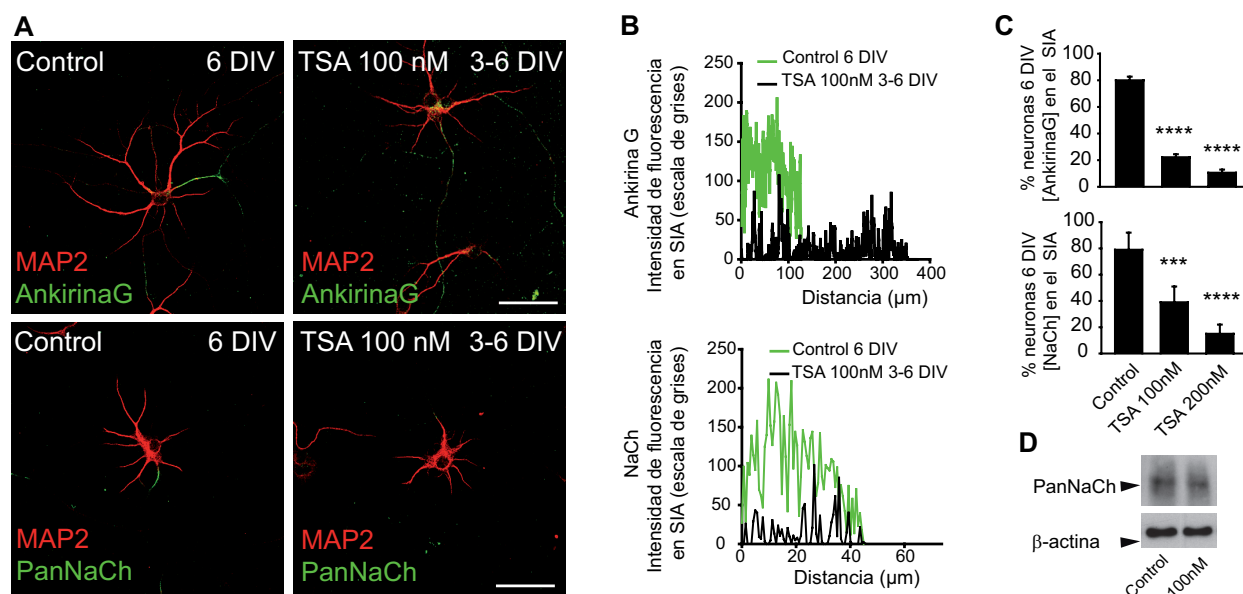 A
Control 6 DIV
MAP2
AnkirinaG
TSA 100 nM 3-6 DIV
MAP2
AnkirinaG
Control 6 DIV
MAP2
PanNaCh
TSA 100 nM 3-6 DIV
MAP2
PanNaCh
B
Control 6 DIV
TSA 100nM 3-6 DIV
Ankirina G
Intensidad de fluorescencia
en SIA (escala de grises)
250
200
150
100
50
0
0 100 200 300 400
Distancia (µm)
Control 6 DIV
TSA 100nM 3-6 DIV
NaCh
Intensidad de fluorescencia
en SIA (escala de grises)
250
200
150
100
50
0
0 20 40 60
Distancia (µm)
C
% neuronas 6 DIV
[AnkirinaG] en el SIA
100
80
60
40
20
0
****
****
% neuronas 6 DIV
[NaCh] en el SIA
100
80
60
40
20
0
***
****
Control
TSA 100nM
TSA 200nM
D
PanNaCh
β-actina
Control
100nM